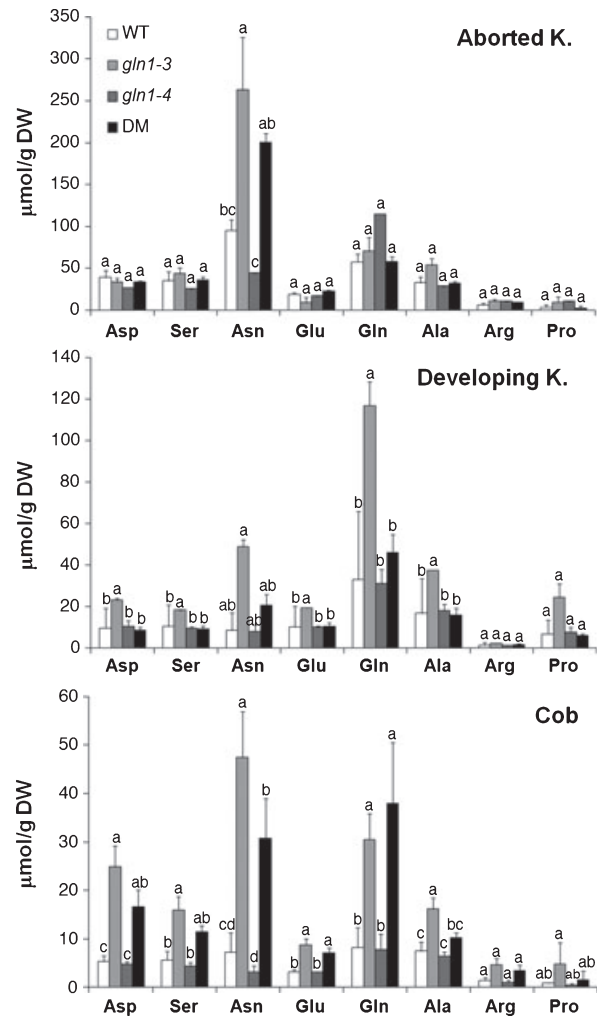 350
300
250
200
150
100
50
0
µmol/g DW
WT
gln1-3
gln1-4
DM
Aborted K.
a a a a
a a a a
bc a c ab
a a a a
a a a a
a a a a
a a a a
a a a a
Asp Ser Asn Glu Gln Ala Arg Pro
140
120
100
80
60
40
20
0
µmol/g DW
Developing K.
b a b b
b a b b
ab a ab ab
b a b b
b a b b
b a b b
a a a a
a a a a
Asp Ser Asn Glu Gln Ala Arg Pro
60
50
40
30
20
10
0
µmol/g DW
Cob
c a c ab
b a b ab
cd a d b
b a b a
b a b a
c a c bc
a a a a
ab a ab ab
Asp Ser Asn Glu Gln Ala Arg Pro